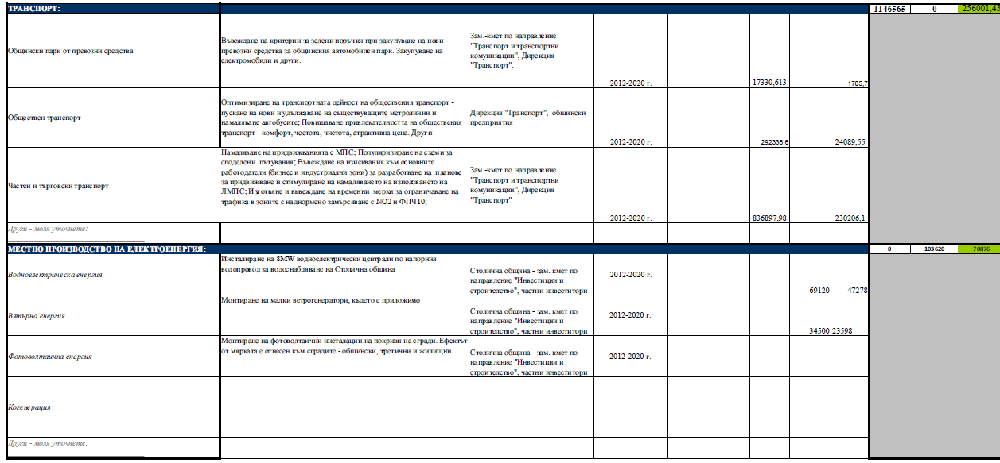 ТРАНСПОРТ: 1146565 0 256001,43
Общински парк от превозни средства
Въвеждане на критерии за зелени поръчки при закупуване на нови
превозни средства за общинския автомобилен парк. Закупуване на
електромобили и други.
Зам.-кмет по направление
"Транспорт и транспортни
комуникации", Дирекция
"Транспорт".
2012-2020 г. 17330,613 1705,7
Обществен транспорт
Оптимизиране на транспортната дейност на обществения транспорт -
пускане на нови и удължаване на съществуващите метролинии и
намаляване автобусите; Повишаване привлекателността на обществения
транспорт - комфорт, честота, чистота, атрактивна цена. Други
Дирекция "Транспорт", общински
предприятия
2012-2020 г. 292336,6 24089,55
Частен и търговски транспорт
Намаляване на придвижванията с МПС; Популяризиране на схеми за
споделени пътувания; Въвеждане на изисквания към основните
работодатели (бизнес и индустриални зони) за разработване на планове
за придвижване и стимулиране на намаляването на използването на
ЛМПС; Изготвяне и въвеждане на временни мерки за ограничаване на
трафика в зоните с наднормено замърсяване с NO2 и ФПЧ10;
Зам.-кмет по направление
"Транспорт и транспортни
комуникации", Дирекция
"Транспорт"
2012-2020 г. 836897,98 230206,1
Други - моля уточнете:
МЕСТНО ПРОИЗВОДСТВО НА ЕЛЕКТРОЕНЕРГИЯ: 0 103620 70876
Водноелектрическа енергия
Инсталиране на 8MW водноелектрически централи по напорния
водопровод за водоснабдяване на Столична община
Столична община - зам. кмет по
направление "Инвестиции и
строителство", частни инвеститори
2012-2020 г. 69120 47278
Вятърна енергия
Монтиране на малки ветрогенератори, където е приложимо
Столична община - зам. кмет по
направление "Инвестиции и
строителство", частни инвеститори
2012-2020 г. 34500 23598
Фотоволтаична енергия
Монтиране на фотоволтаични инсталации на покриви на сгради. Ефектът
от мярката е отнесен към сградите - общински, третични и жилищни
Столична община - зам. кмет по
направление "Инвестиции и
строителство", частни инвеститори
2012-2020 г.
Когенерация
Други - моля уточнете: